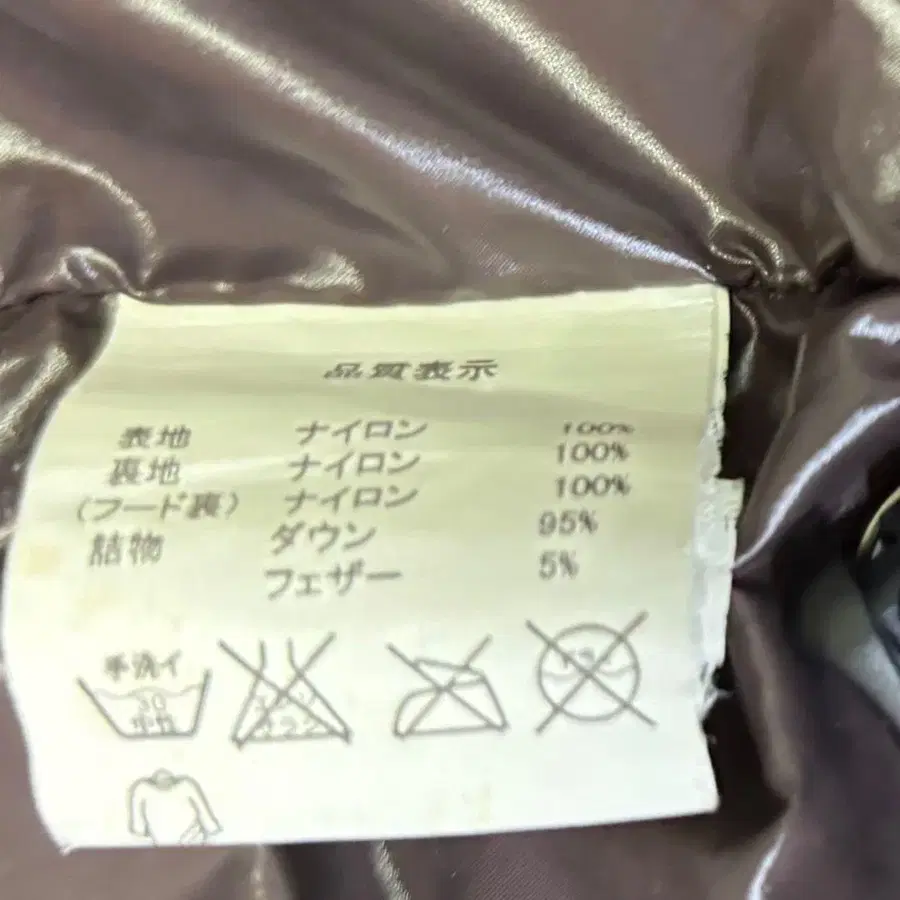 品質表示
表地 ナイロン 100%
裏地 ナイロン 100%
(フード裏) ナイロン 100%
詰物 ダウン 95%
フェザー 5%
手洗イ
30
中性